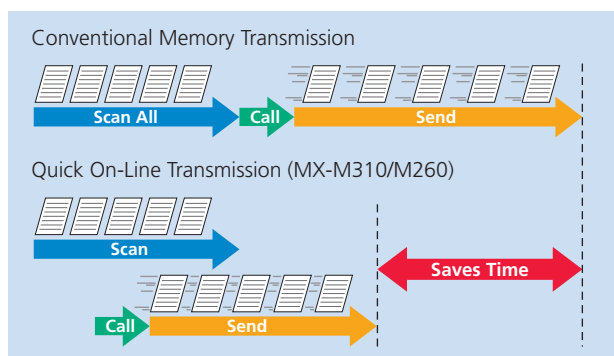 Conventional Memory Transmission
Scan All
Call
Send
Quick On-Line Transmission (MX-M310/M260)
Scan
Saves Time
Call
Send